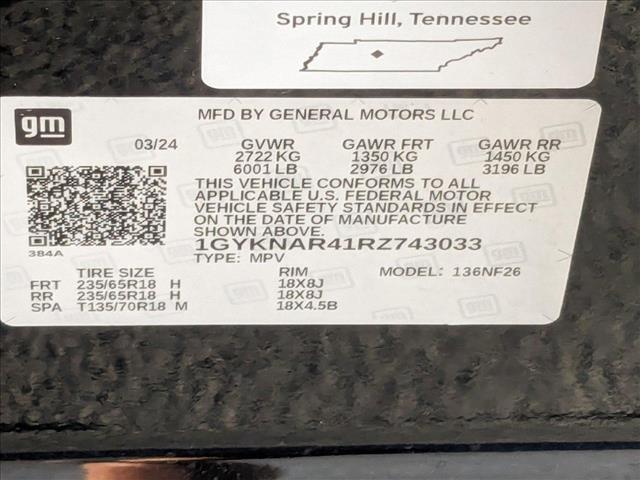 Spring Hill, Tennessee
gm
MFD BY GENERAL MOTORS LLC
03/24 GVWR GAWR FRT GAWR RR
2722 KG 1350 KG 1450 KG
6001 LB 2976 LB 3196 LB
THIS VEHICLE CONFORMS TO ALL
APPLICABLE U.S. FEDERAL MOTOR
VEHICLE SAFETY STANDARDS IN EFFECT
ON THE DATE OF MANUFACTURE
SHOWN ABOVE.
384A
1GYKNAR41RZ743033
TYPE: MPV MODEL: 136NF26
TIRE SIZE RIM
FRT 235/65R18 H 18X8J
RR 235/65R18 H 18X8J
SPA T135/70R18 M 18X4.5B